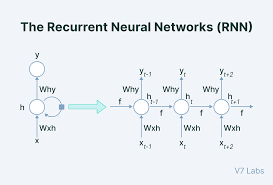 The Recurrent Neural Networks (RNN)
y
y t-1 y t y t+2
Why Why Why Why
h h t-1 h t h t+1
f f f f
Wxh Wxh Wxh Wxh
x x t-1 x t x t+2
V7 Labs